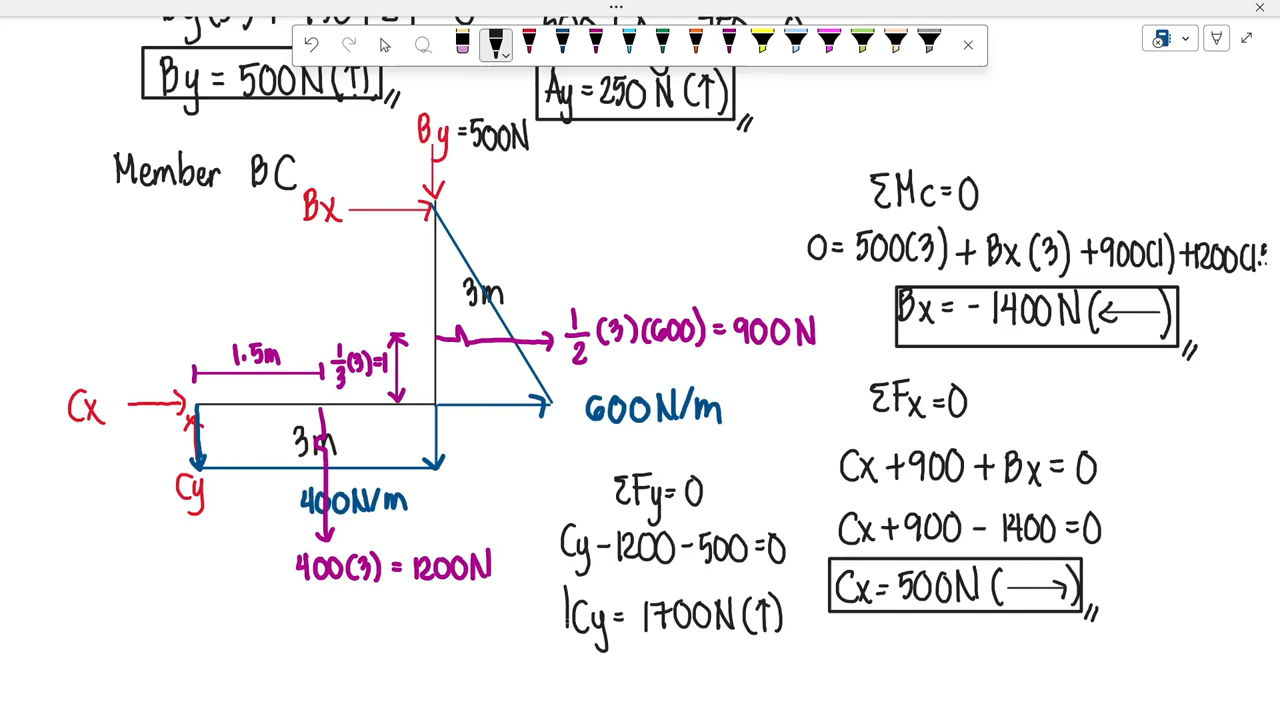 By = 500N(↑)
Ay = 250 N (↑)
By = 500N
Member BC
Bx
ΣMc = 0
0 = 500(3) + Bx (3) + 900(1) + 1200(1.5
3m
Bx = - 1400 N (←)
1/2 (3)(600) = 900N
1.5m
1/3(3)=1
Cx
600N/m
ΣFx = 0
3m
Cx + 900 + Bx = 0
Cy
400N/m
ΣFy = 0
Cy - 1200 - 500 = 0
Cx + 900 - 1400 = 0
400(3) = 1200N
Cx = 500N (→)
Cy = 1700N (↑)